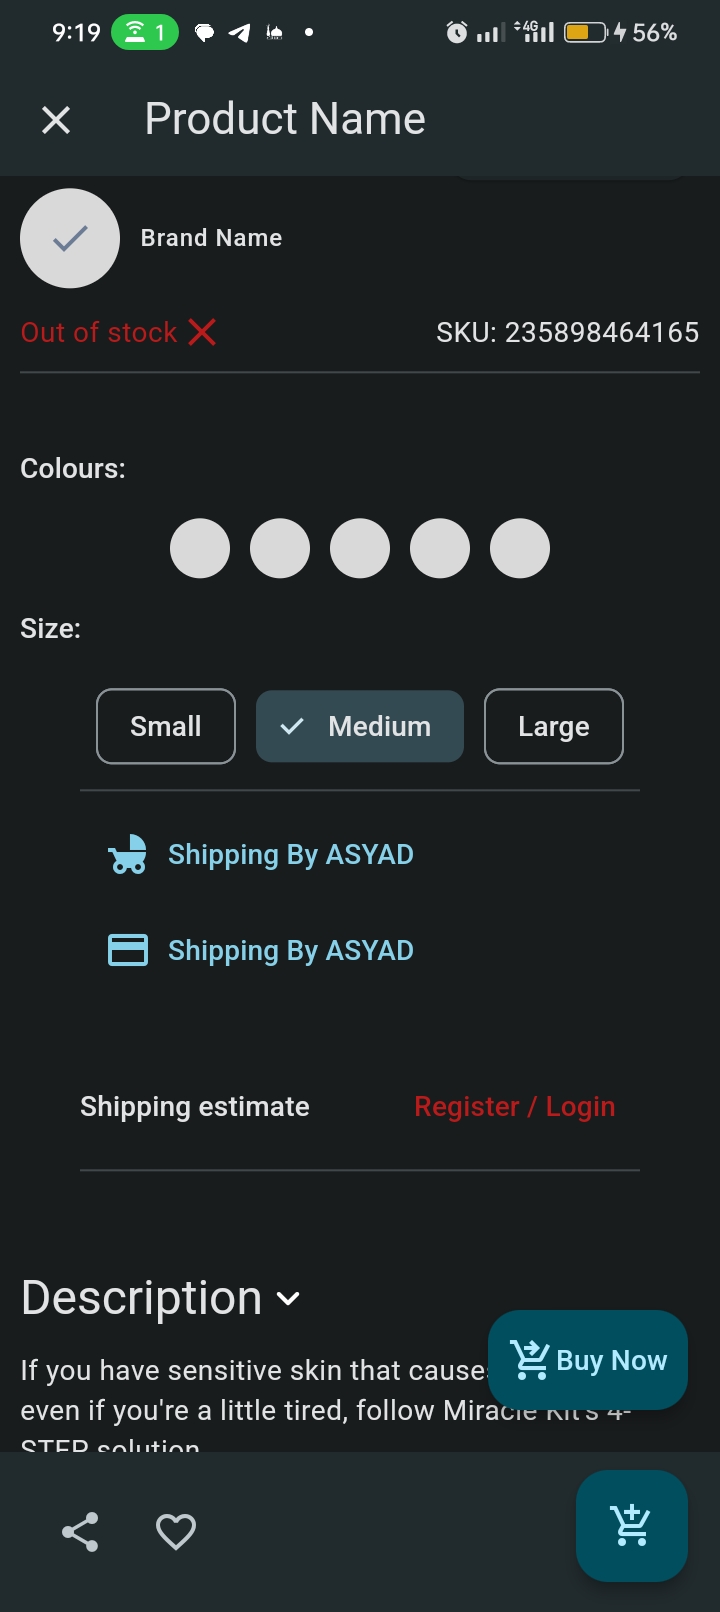 9:19 1 4G 56%
Product Name
Brand Name
Out of stock SKU: 235898464165
Colours:
Size:
Small Medium Large
Shipping By ASYAD
Shipping By ASYAD
Shipping estimate Register / Login
Description
If you have sensitive skin that causes
Buy Now
even if you're a little tired, follow Miracle Kit's 4-
STEP solution